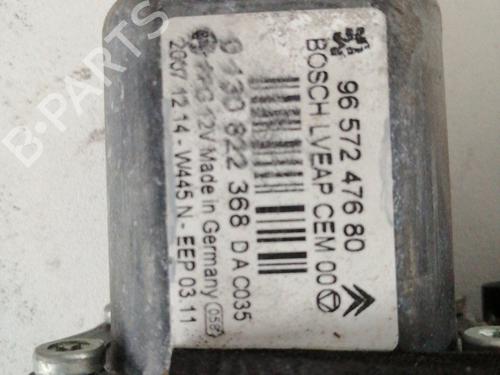 96 572 476 80
BOSCH LVEAP CEM 00
0 130 822 368 D A C035
12V Made in Germany 058
2007 12 14 - W445 N - EEP 03 11
B-PARTS